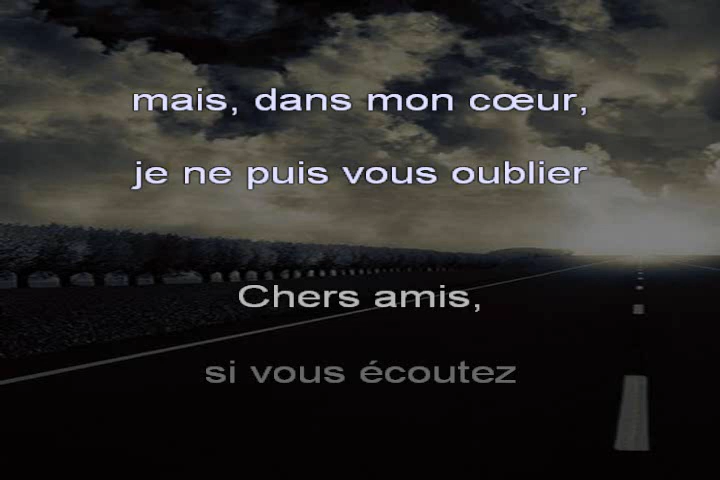 mais, dans mon cœur,
je ne puis vous oublier
Chers amis,
si vous écoutez